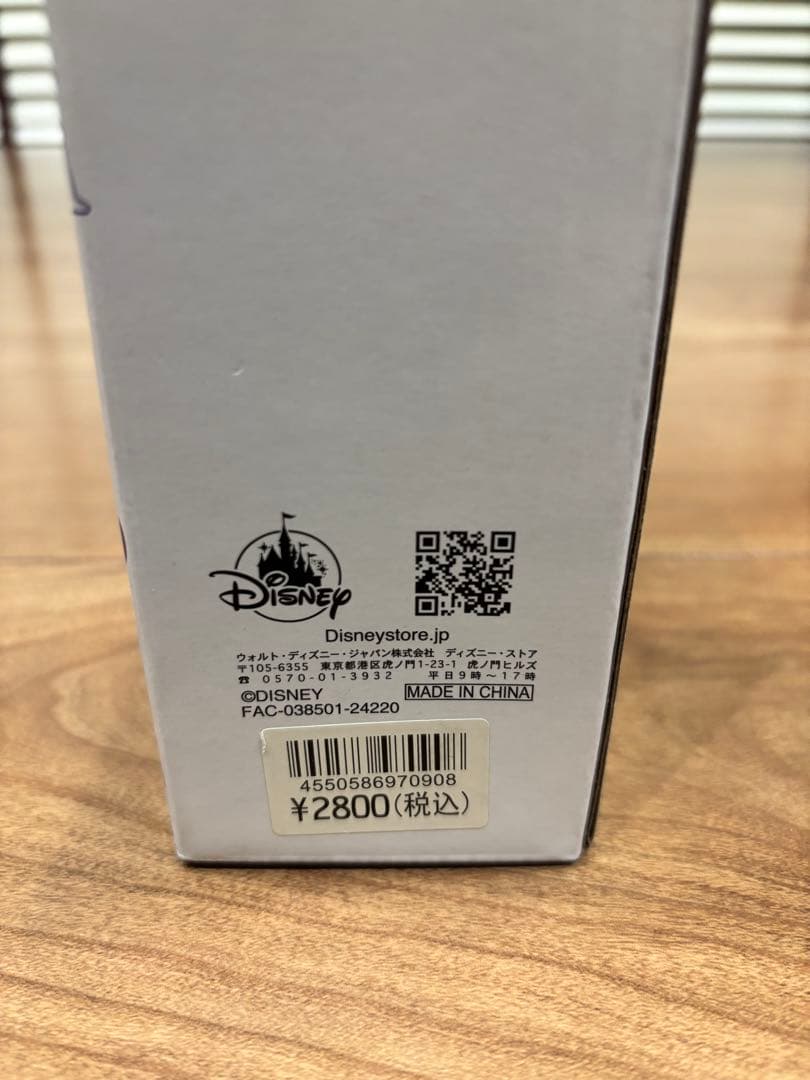 Disney
Disneystore.jp
ウォルト・ディズニー・ジャパン株式会社 ディズニー・ストア
〒105-6355 東京都港区虎ノ門1-23-1 虎ノ門ヒルズ
☎ 0570-01-3932 平日9時～17時
©DISNEY MADE IN CHINA
FAC-038501-24220
4550586970908
¥2800(税込)